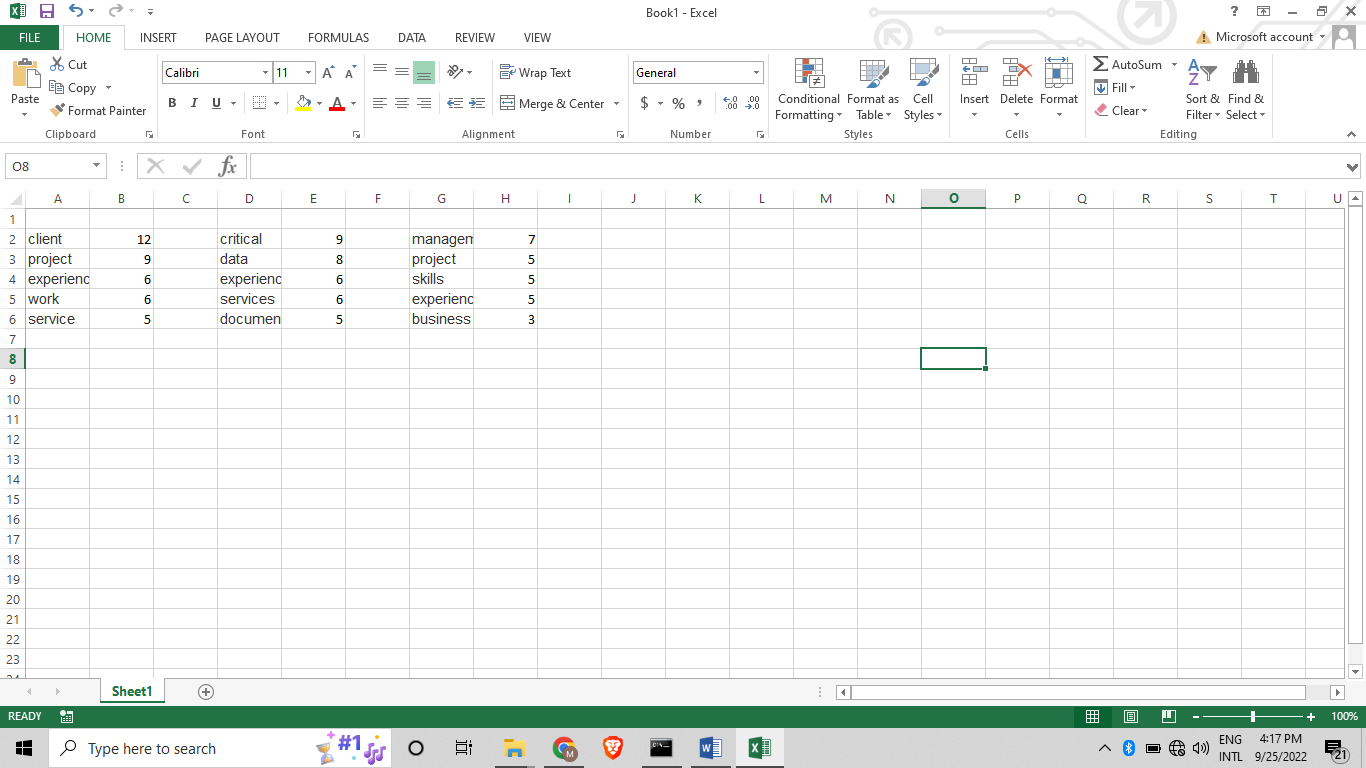 Book1 - Excel
FILE HOME INSERT PAGE LAYOUT FORMULAS DATA REVIEW VIEW Microsoft account
Paste Cut Copy Format Painter Clipboard
Calibri 11 B I U A A A Font
Wrap Text Merge & Center Alignment
General $ % , Number
Conditional Formatting Format as Table Cell Styles Styles
Insert Delete Format Cells
AutoSum Fill Clear Sort & Filter Find & Select Editing
O8 fx
A B C D E F G H I J K L M N O P Q R S T U
1
2 client 12 critical 9 managem 7
3 project 9 data 8 project 5
4 experienc 6 experienc 6 skills 5
5 work 6 services 6 experienc 5
6 service 5 documen 5 business 3
7
8
9
10
11
12
13
14
15
16
17
18
19
20
21
22
23
24
Sheet1
READY 100%
Type here to search #1 ENG 4:17 PM
INTL 9/25/2022 21